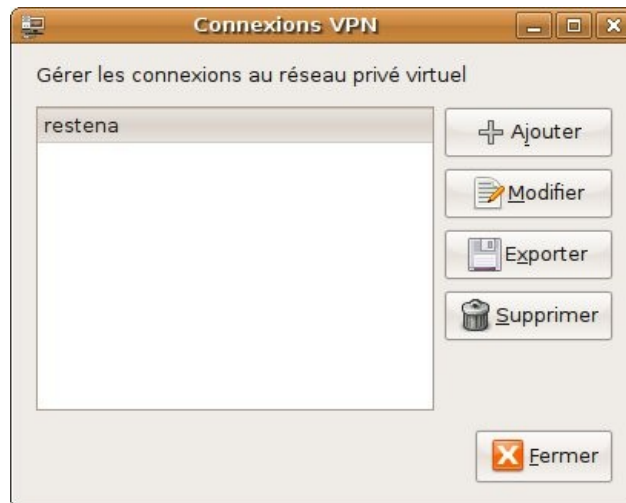 Connexions VPN
Gérer les connexions au réseau privé virtuel
restena
Ajouter
Modifier
Exporter
Supprimer
Fermer